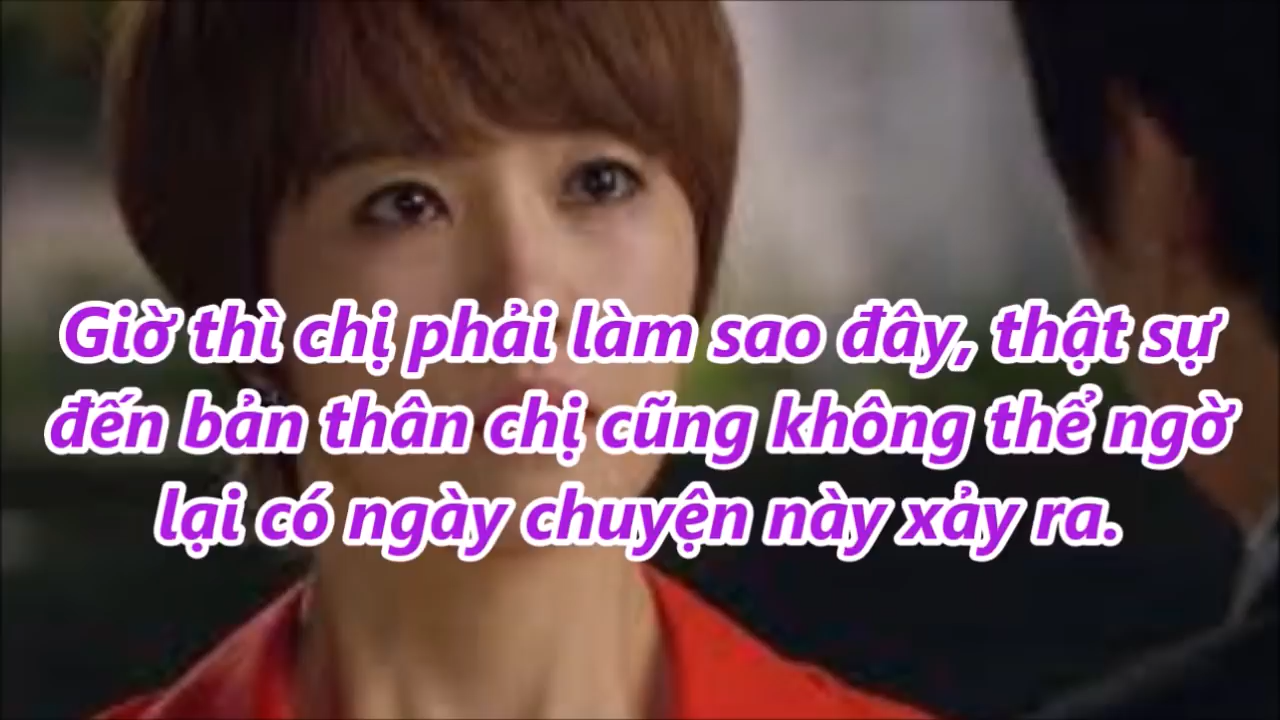 Giờ thì chị phải làm sao đây, thật sự
đến bản thân chị cũng không thể ngờ
lại có ngày chuyện này xảy ra.